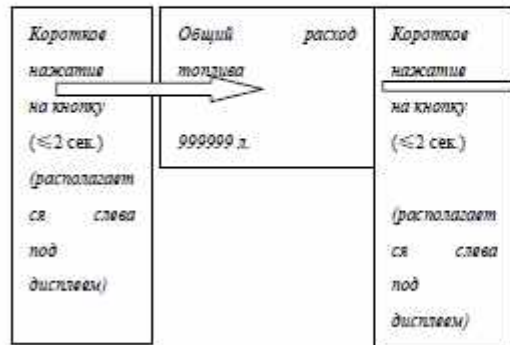 Короткое
нажатие
на кнопку
(≤2 сек.)
(располагает
ся слева
под
дисплеем)
Общий расход
топлива
999999 л.
Короткое
нажатие
на кнопку
(≤2 сек.)
(располагает
ся слева
под
дисплеем)